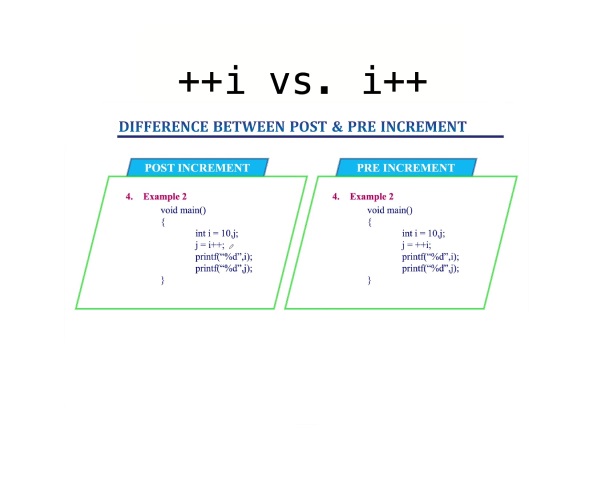 ++i vs. i++
DIFFERENCE BETWEEN POST & PRE INCREMENT
POST INCREMENT
4. Example 2
void main()
{
int i = 10,j;
j = i++;
printf(“%d”,i);
printf(“%d”,j);
}
PRE INCREMENT
4. Example 2
void main()
{
int i = 10,j;
j = ++i;
printf(“%d”,i);
printf(“%d”,j);
}